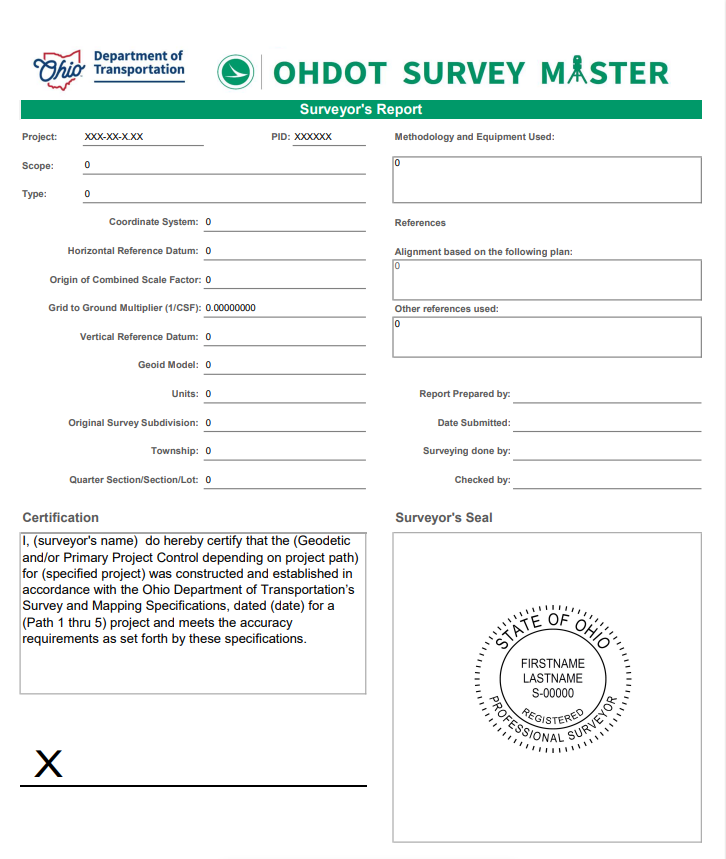 Ohio
Department of
Transportation
OHDOT SURVEY MASTER
Surveyor's Report
Project: XXX-XX-X.XX PID: XXXXXX
Scope: 0
Type: 0
Coordinate System: 0
Horizontal Reference Datum: 0
Origin of Combined Scale Factor: 0
Grid to Ground Multiplier (1/CSF): 0.00000000
Vertical Reference Datum: 0
Geoid Model: 0
Units: 0
Original Survey Subdivision: 0
Township: 0
Quarter Section/Section/Lot: 0
Methodology and Equipment Used:
0
References
Alignment based on the following plan:
0
Other references used:
0
Report Prepared by:
Date Submitted:
Surveying done by:
Checked by:
Certification
I, (surveyor's name)  do hereby certify that the (Geodetic
and/or Primary Project Control depending on project path)
for (specified project) was constructed and established in
accordance with the Ohio Department of Transportation's
Survey and Mapping Specifications, dated (date) for a
(Path 1 thru 5) project and meets the accuracy
requirements as set forth by these specifications.
X
Surveyor's Seal
STATE OF OHIO
FIRSTNAME
LASTNAME
S-00000
REGISTERED
PROFESSIONAL SURVEYOR